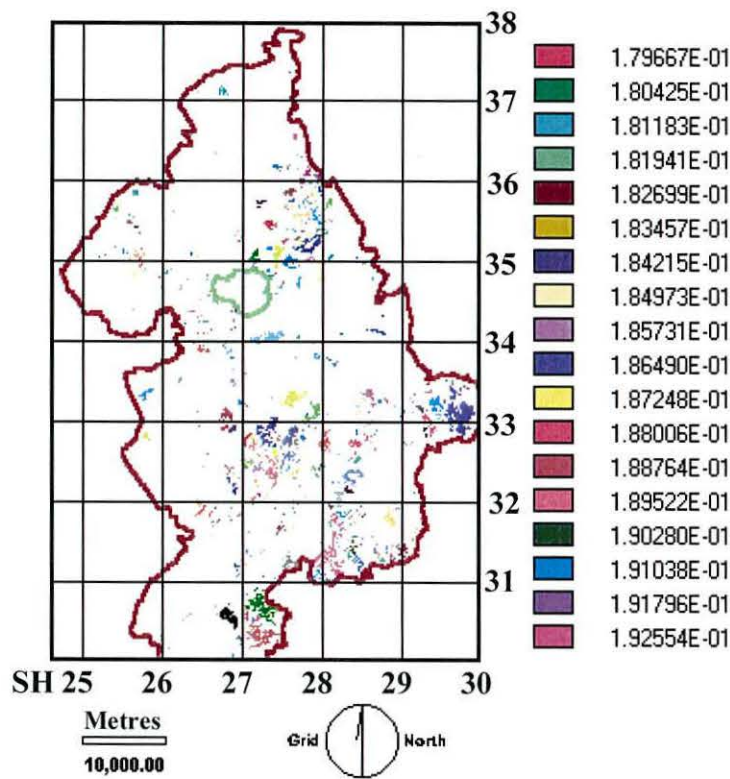 38
37
36
35
34
33
32
31
SH 25 26 27 28 29 30
1.79667E-01
1.80425E-01
1.81183E-01
1.81941E-01
1.82699E-01
1.83457E-01
1.84215E-01
1.84973E-01
1.85731E-01
1.86490E-01
1.87248E-01
1.88006E-01
1.88764E-01
1.89522E-01
1.90280E-01
1.91038E-01
1.91796E-01
1.92554E-01
Metres
10,000.00
Grid North